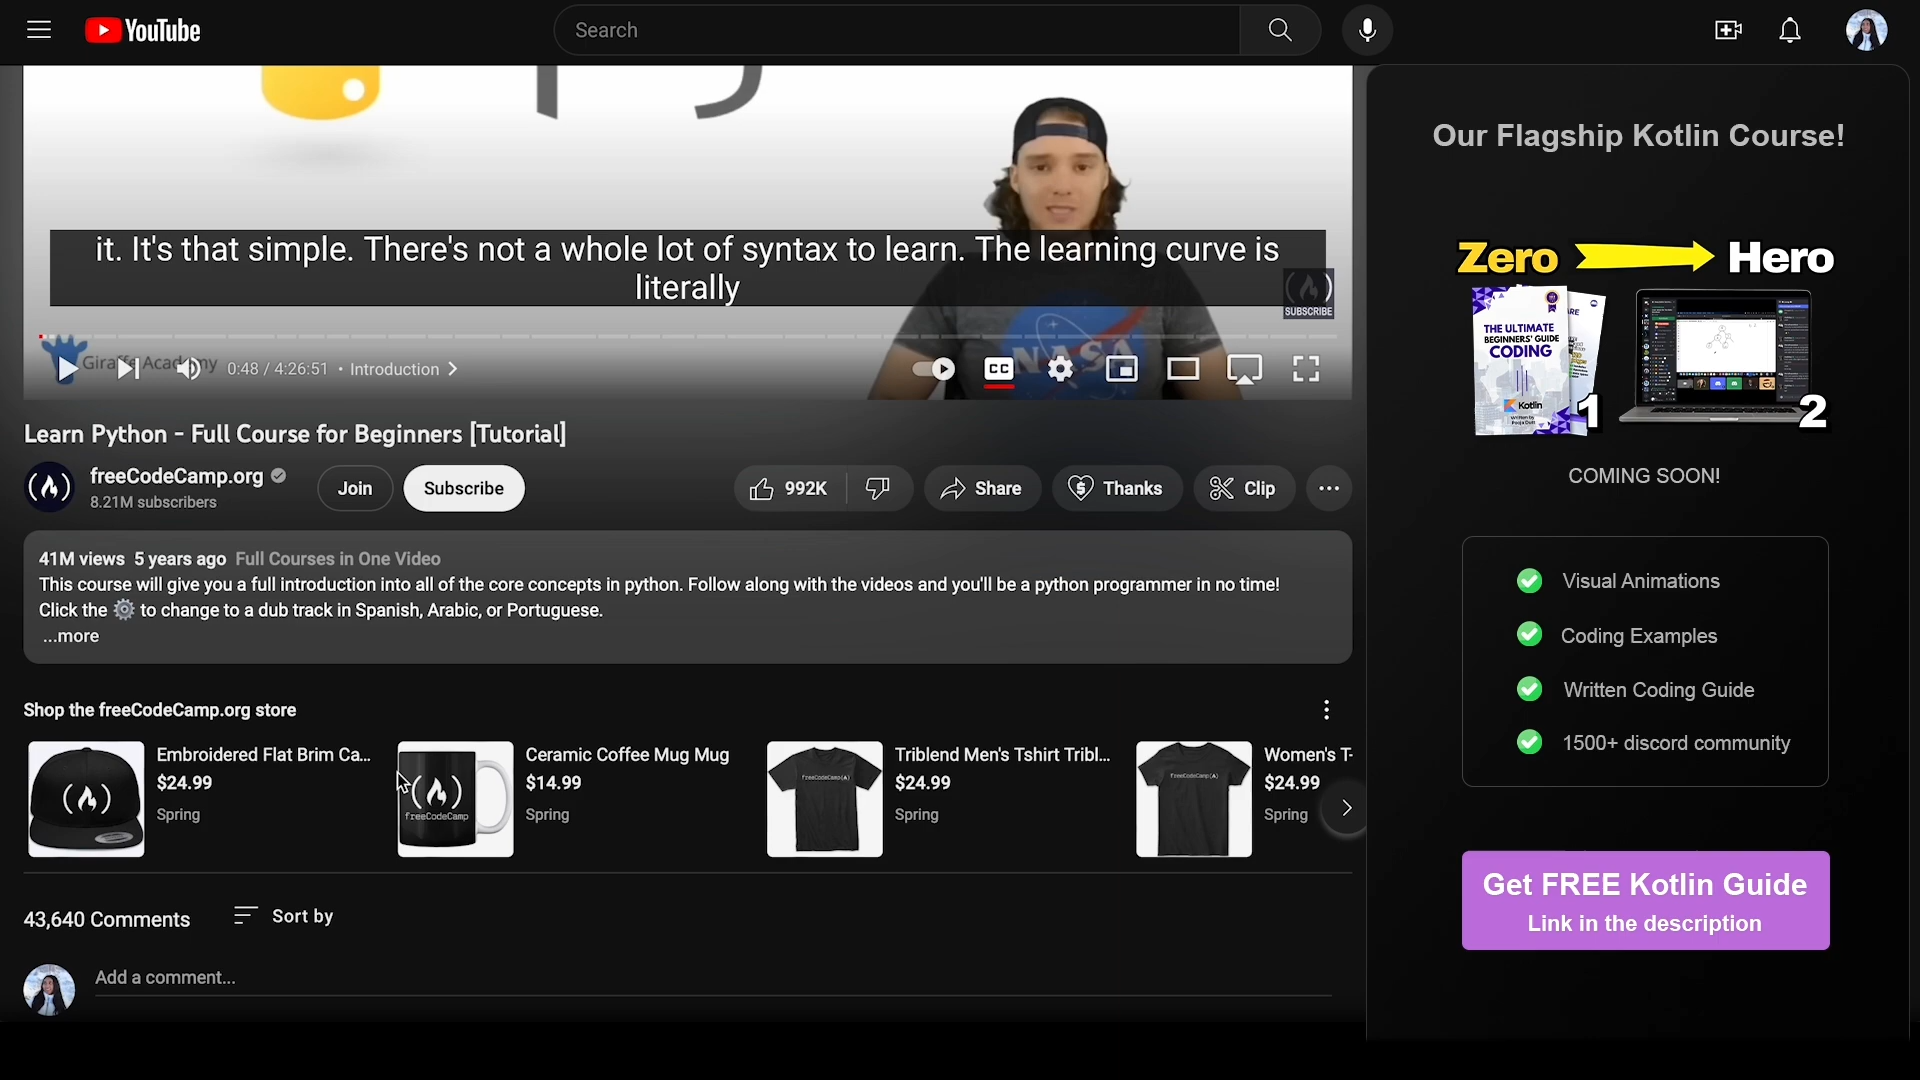 YouTube
Search
it. It's that simple. There's not a whole lot of syntax to learn. The learning curve is
literally
SUBSCRIBE
NASA
Giraffe Academy
0:48 / 4:26:51 • Introduction
CC
Learn Python - Full Course for Beginners [Tutorial]
freeCodeCamp.org
8.21M subscribers
Join
Subscribe
992K
Share
Thanks
Clip
41M views 5 years ago Full Courses in One Video
This course will give you a full introduction into all of the core concepts in python. Follow along with the videos and you'll be a python programmer in no time!
Click the ⚙️ to change to a dub track in Spanish, Arabic, or Portuguese.
...more
Shop the freeCodeCamp.org store
Embroidered Flat Brim Ca...
$24.99
Spring
freeCodeCamp
Ceramic Coffee Mug Mug
$14.99
Spring
freeCodeCamp(🔥)
Triblend Men's Tshirt Tribl...
$24.99
Spring
freeCodeCamp(🔥)
Women's T-
$24.99
Spring
43,640 Comments
Sort by
Add a comment...
Our Flagship Kotlin Course!
Zero
Hero
THE ULTIMATE
BEGINNERS' GUIDE
CODING
Kotlin
1
2
COMING SOON!
Visual Animations
Coding Examples
Written Coding Guide
1500+ discord community
Get FREE Kotlin Guide
Link in the description